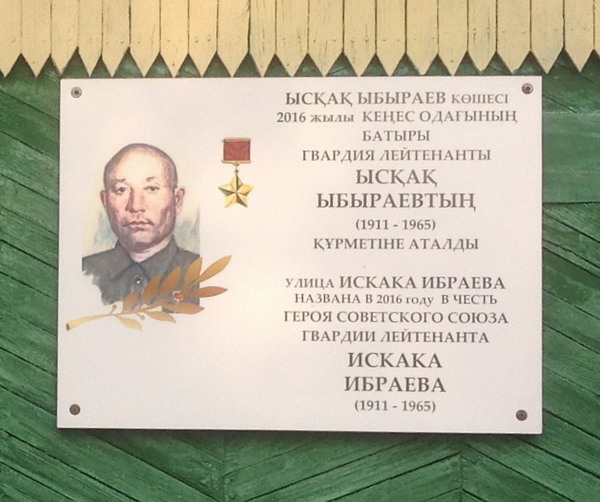 ЫСҚАҚ ЫБЫРАЕВ КӨШЕСІ
2016 жылы КЕҢЕС ОДАҒЫНЫҢ
БАТЫРЫ
ГВАРДИЯ ЛЕЙТЕНАНТЫ
ЫСҚАҚ
ЫБЫРАЕВТЫҢ
(1911 - 1965)
ҚҰРМЕТІНЕ АТАЛДЫ
УЛИЦА ИСКАКА ИБРАЕВА
НАЗВАНА В 2016 году В ЧЕСТЬ
ГЕРОЯ СОВЕТСКОГО СОЮЗА
ГВАРДИИ ЛЕЙТЕНАНТА
ИСКАКА
ИБРАЕВА
(1911 - 1965)